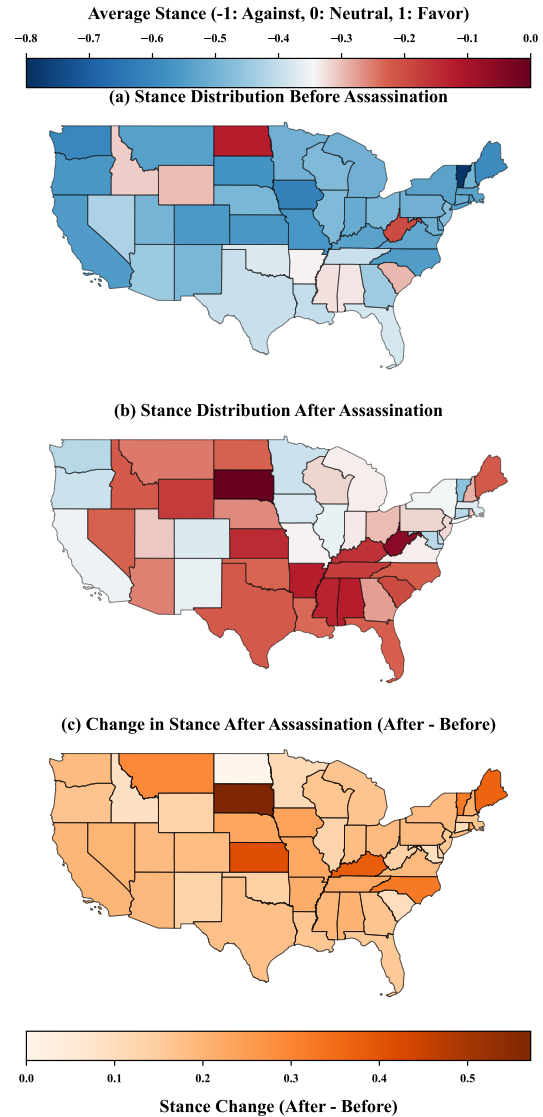 Average Stance (-1: Against, 0: Neutral, 1: Favor)
−0.8 −0.7 −0.6 −0.5 −0.4 −0.3 −0.2 −0.1 0.0
(a) Stance Distribution Before Assassination
(b) Stance Distribution After Assassination
(c) Change in Stance After Assassination (After - Before)
0.0 0.1 0.2 0.3 0.4 0.5
Stance Change (After - Before)